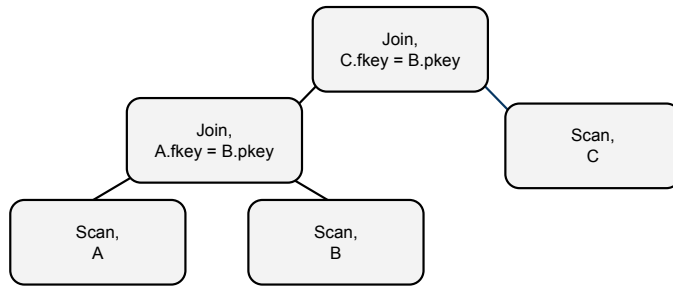 Join,
C.fkey = B.pkey
Join,
A.fkey = B.pkey
Scan,
C
Scan,
A
Scan,
B